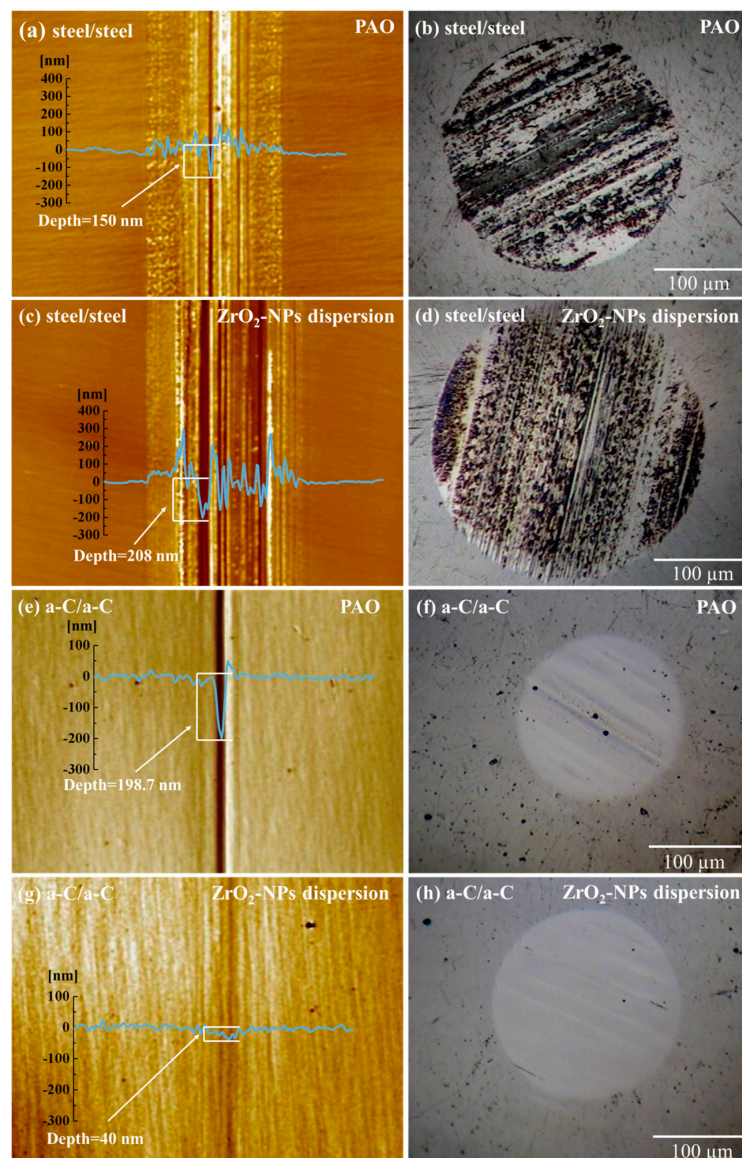 (a) steel/steel PAO
[nm]
400
300
200
100
0
-100
-200
-300
Depth=150 nm
(b) steel/steel PAO
100 µm
(c) steel/steel ZrO₂-NPs dispersion
[nm]
400
300
200
100
0
-100
-200
-300
Depth=208 nm
(d) steel/steel ZrO₂-NPs dispersion
100 µm
(e) a-C/a-C PAO
[nm]
100
0
-100
-200
-300
Depth=198.7 nm
(f) a-C/a-C PAO
100 µm
(g) a-C/a-C ZrO₂-NPs dispersion
[nm]
100
0
-100
-200
-300
Depth=40 nm
(h) a-C/a-C ZrO₂-NPs dispersion
100 µm